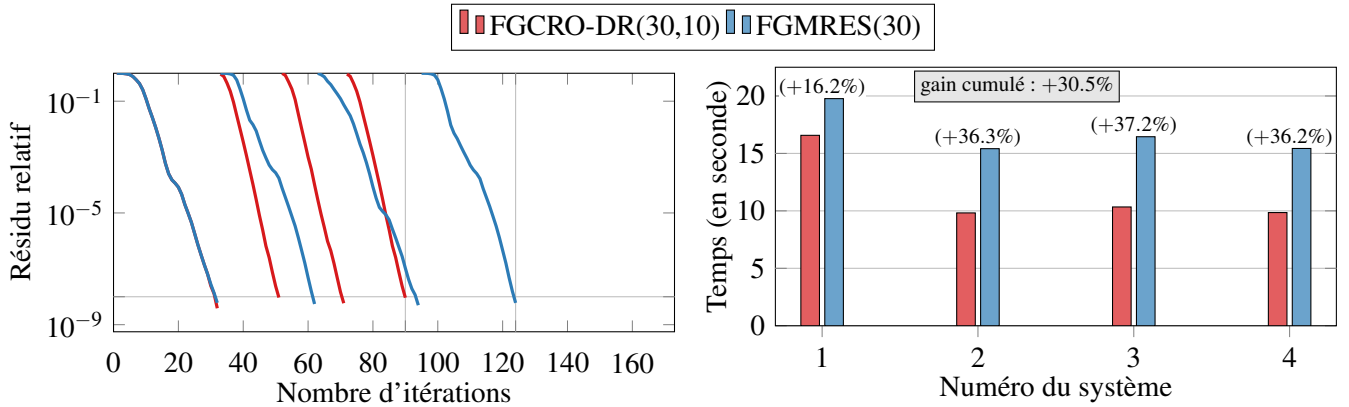 FGCRO-DR(30,10) FGMRES(30)
Résidu relatif
10−1
10−5
10−9
0 20 40 60 80 100 120 140 160
Nombre d'itérations
gain cumulé : +30.5%
(+16.2%)
(+36.3%)
(+37.2%)
(+36.2%)
Temps (en seconde)
20
15
10
5
0
1 2 3 4
Numéro du système